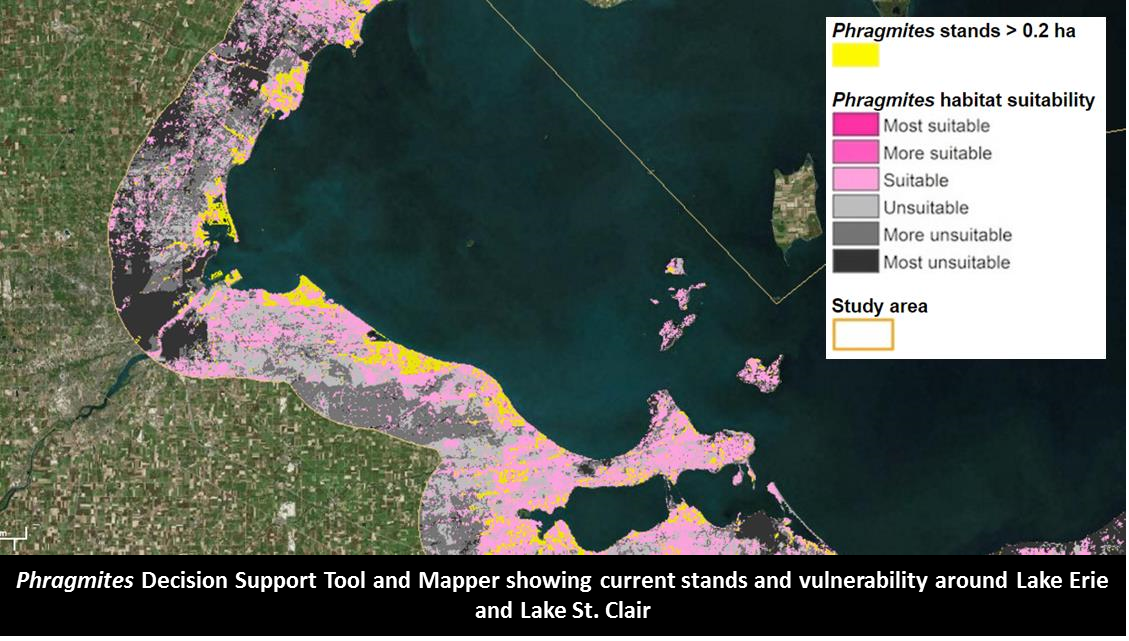 Phragmites stands > 0.2 ha
Phragmites habitat suitability
Most suitable
More suitable
Suitable
Unsuitable
More unsuitable
Most unsuitable
Study area
Phragmites Decision Support Tool and Mapper showing current stands and vulnerability around Lake Erie
and Lake St. Clair